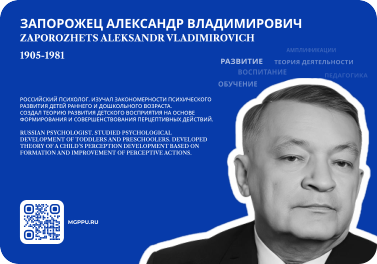 ЗАПОРОЖЕЦ АЛЕКСАНДР ВЛАДИМИРОВИЧ
ZAPOROZHETS ALEKSANDR VLADIMIROVICH
1905-1981
АМПЛИФИКАЦИИ
РАЗВИТИЕ ТЕОРИЯ ДЕЯТЕЛЬНОСТИ
ВОСПИТАНИЕ ПЕДАГОГИКА
ОБУЧЕНИЕ
РОССИЙСКИЙ ПСИХОЛОГ. ИЗУЧАЛ ЗАКОНОМЕРНОСТИ ПСИХИЧЕСКОГО
РАЗВИТИЯ ДЕТЕЙ РАННЕГО И ДОШКОЛЬНОГО ВОЗРАСТА.
СОЗДАЛ ТЕОРИЮ РАЗВИТИЯ ДЕТСКОГО ВОСПРИЯТИЯ НА ОСНОВЕ
ФОРМИРОВАНИЯ И СОВЕРШЕНСТВОВАНИЯ ПЕРЦЕПТИВНЫХ ДЕЙСТВИЙ.
RUSSIAN PSYCHOLOGIST. STUDIED PSYCHOLOGICAL
DEVELOPMENT OF TODDLERS AND PRESCHOOLERS. DEVELOPED
THEORY OF A CHILD'S PERCEPTION DEVELOPMENT BASED ON
FORMATION AND IMPROVEMENT OF PERCEPTIVE ACTIONS.
MGPPU.RU